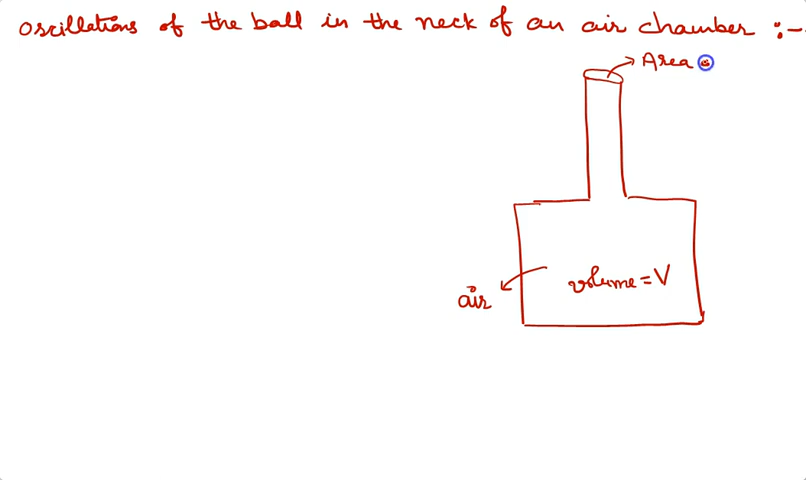 oscillations of the ball in the neck of an air chamber :-
Area
volume = V
air